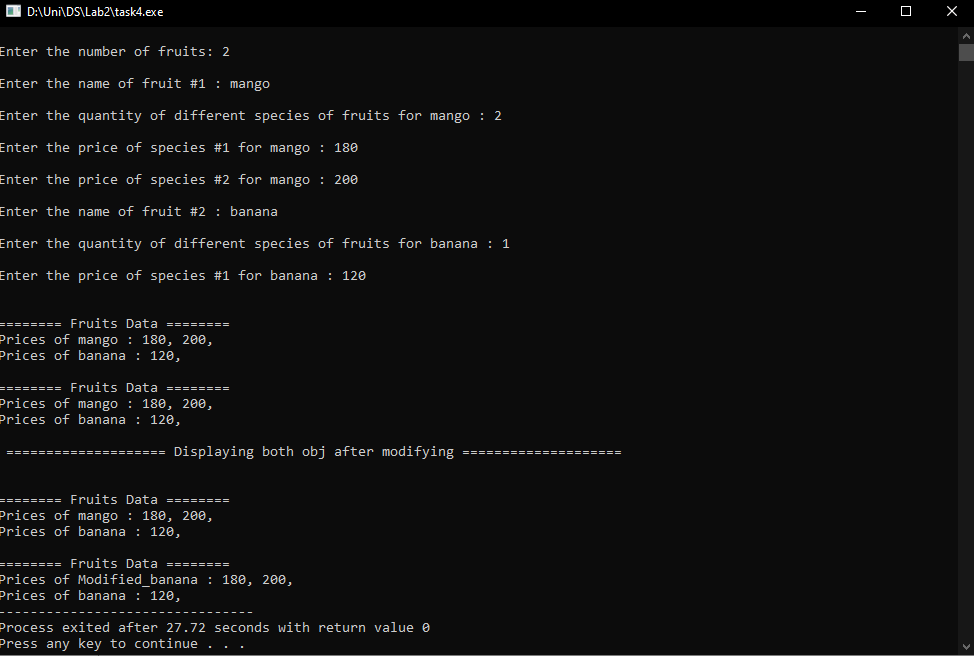 D:\Uni\DS\Lab2\task4.exe
Enter the number of fruits: 2
Enter the name of fruit #1 : mango
Enter the quantity of different species of fruits for mango : 2
Enter the price of species #1 for mango : 180
Enter the price of species #2 for mango : 200
Enter the name of fruit #2 : banana
Enter the quantity of different species of fruits for banana : 1
Enter the price of species #1 for banana : 120
======== Fruits Data ========
Prices of mango : 180, 200,
Prices of banana : 120,
======== Fruits Data ========
Prices of mango : 180, 200,
Prices of banana : 120,
==================== Displaying both obj after modifying ====================
======== Fruits Data ========
Prices of mango : 180, 200,
Prices of banana : 120,
======== Fruits Data ========
Prices of Modified_banana : 180, 200,
Prices of banana : 120,
--------------------------------
Process exited after 27.72 seconds with return value 0
Press any key to continue . . .